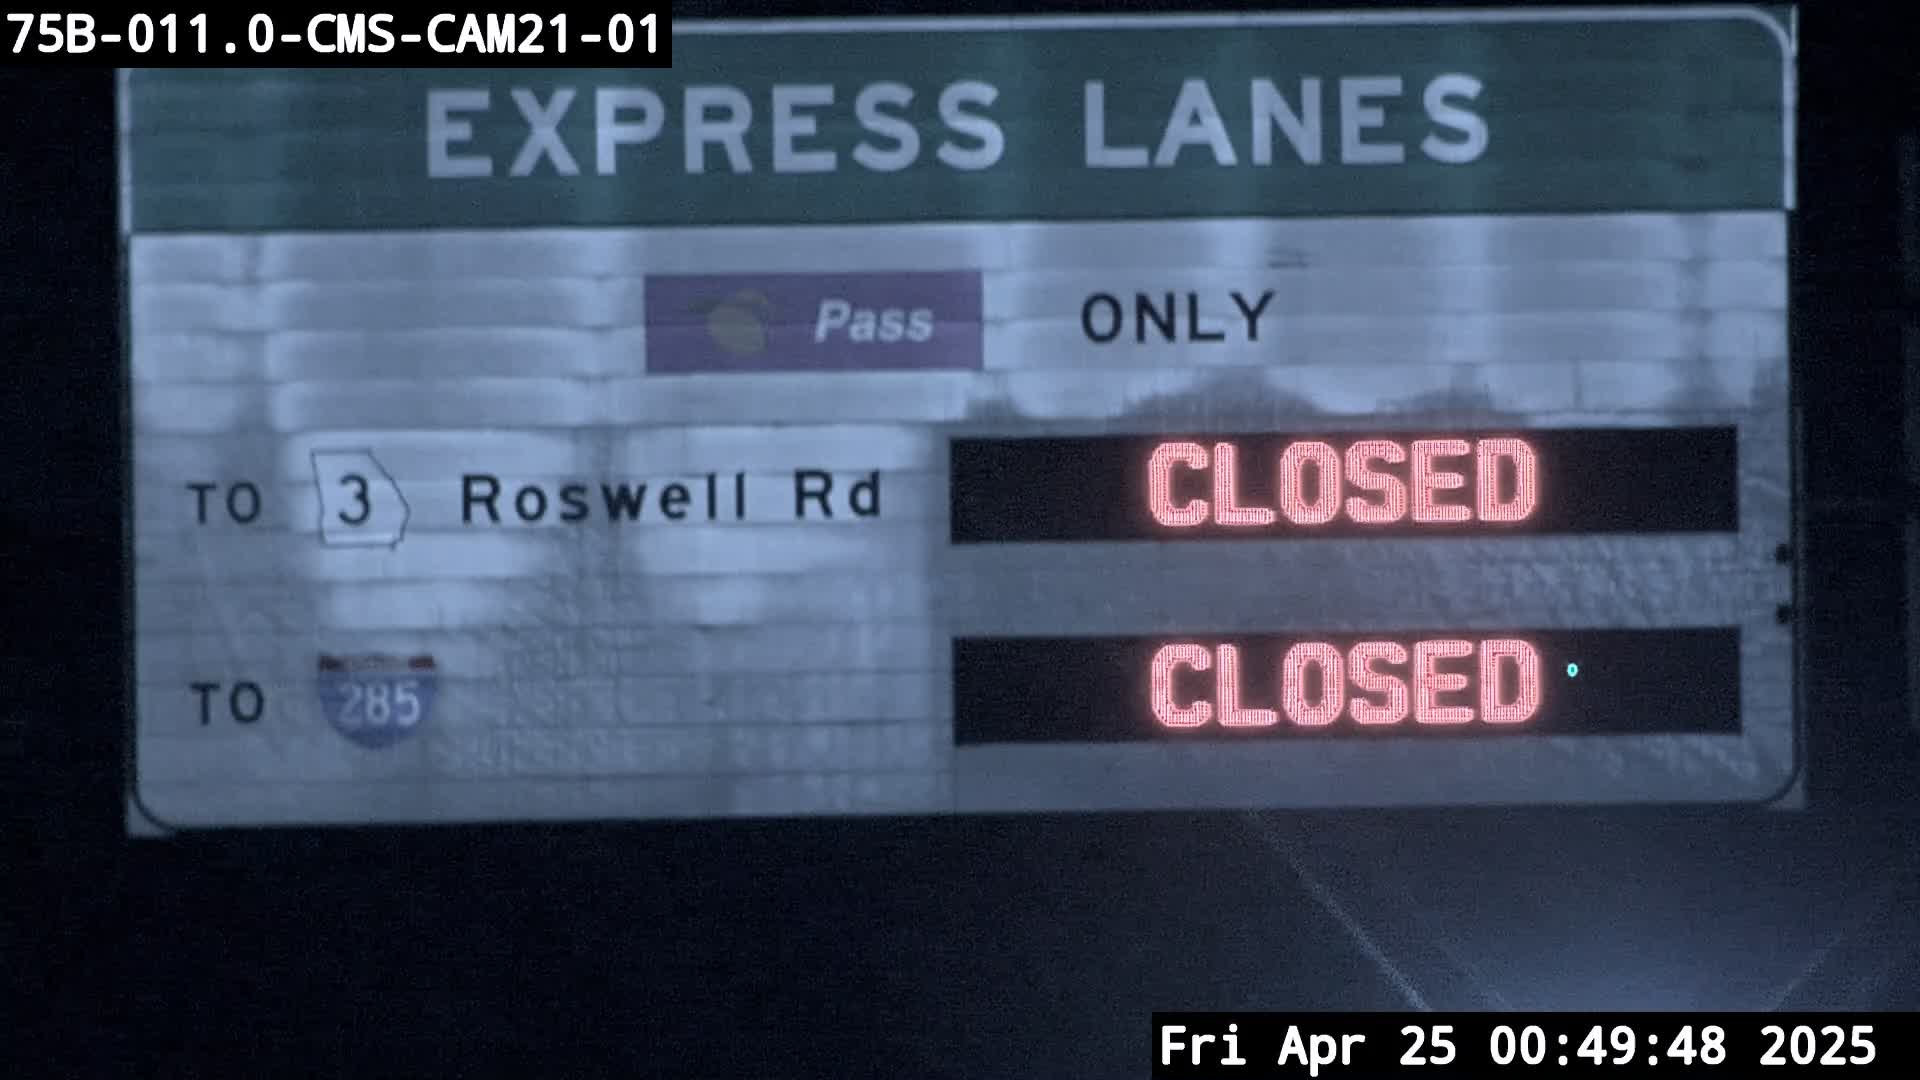 75B-011.0-CMS-CAM21-01
EXPRESS LANES
Pass ONLY
TO 3 Roswell Rd CLOSED
TO 285 CLOSED
Fri Apr 25 00:49:48 2025